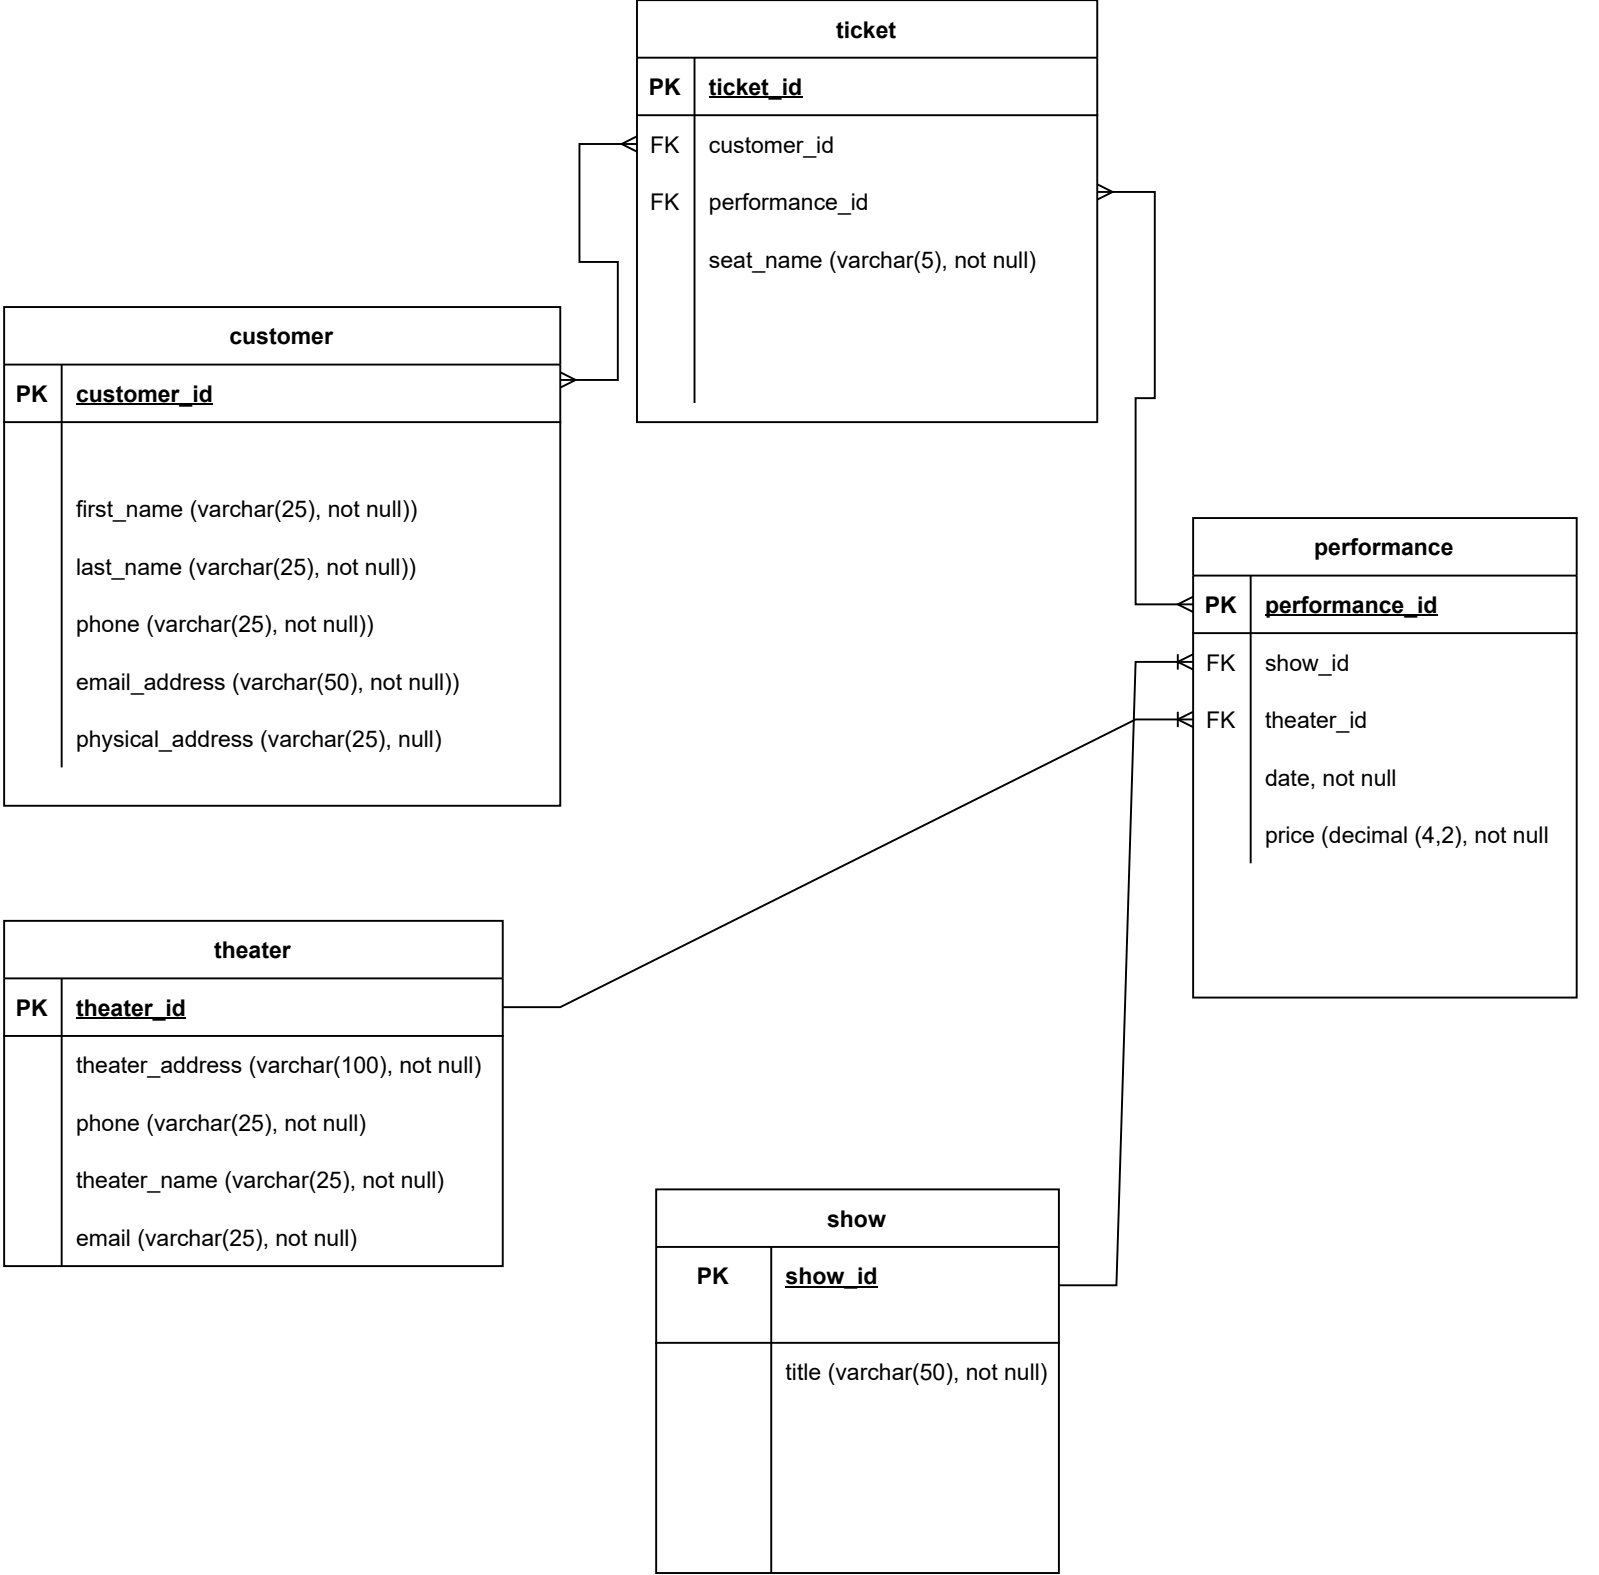 ticket
PK ticket_id
FK customer_id
FK performance_id
seat_name (varchar(5), not null)
customer
PK customer_id
first_name (varchar(25), not null))
last_name (varchar(25), not null))
phone (varchar(25), not null))
email_address (varchar(50), not null))
physical_address (varchar(25), null)
performance
PK performance_id
FK show_id
FK theater_id
date, not null
price (decimal (4,2), not null
theater
PK theater_id
theater_address (varchar(100), not null)
phone (varchar(25), not null)
theater_name (varchar(25), not null)
email (varchar(25), not null)
show
PK show_id
title (varchar(50), not null)